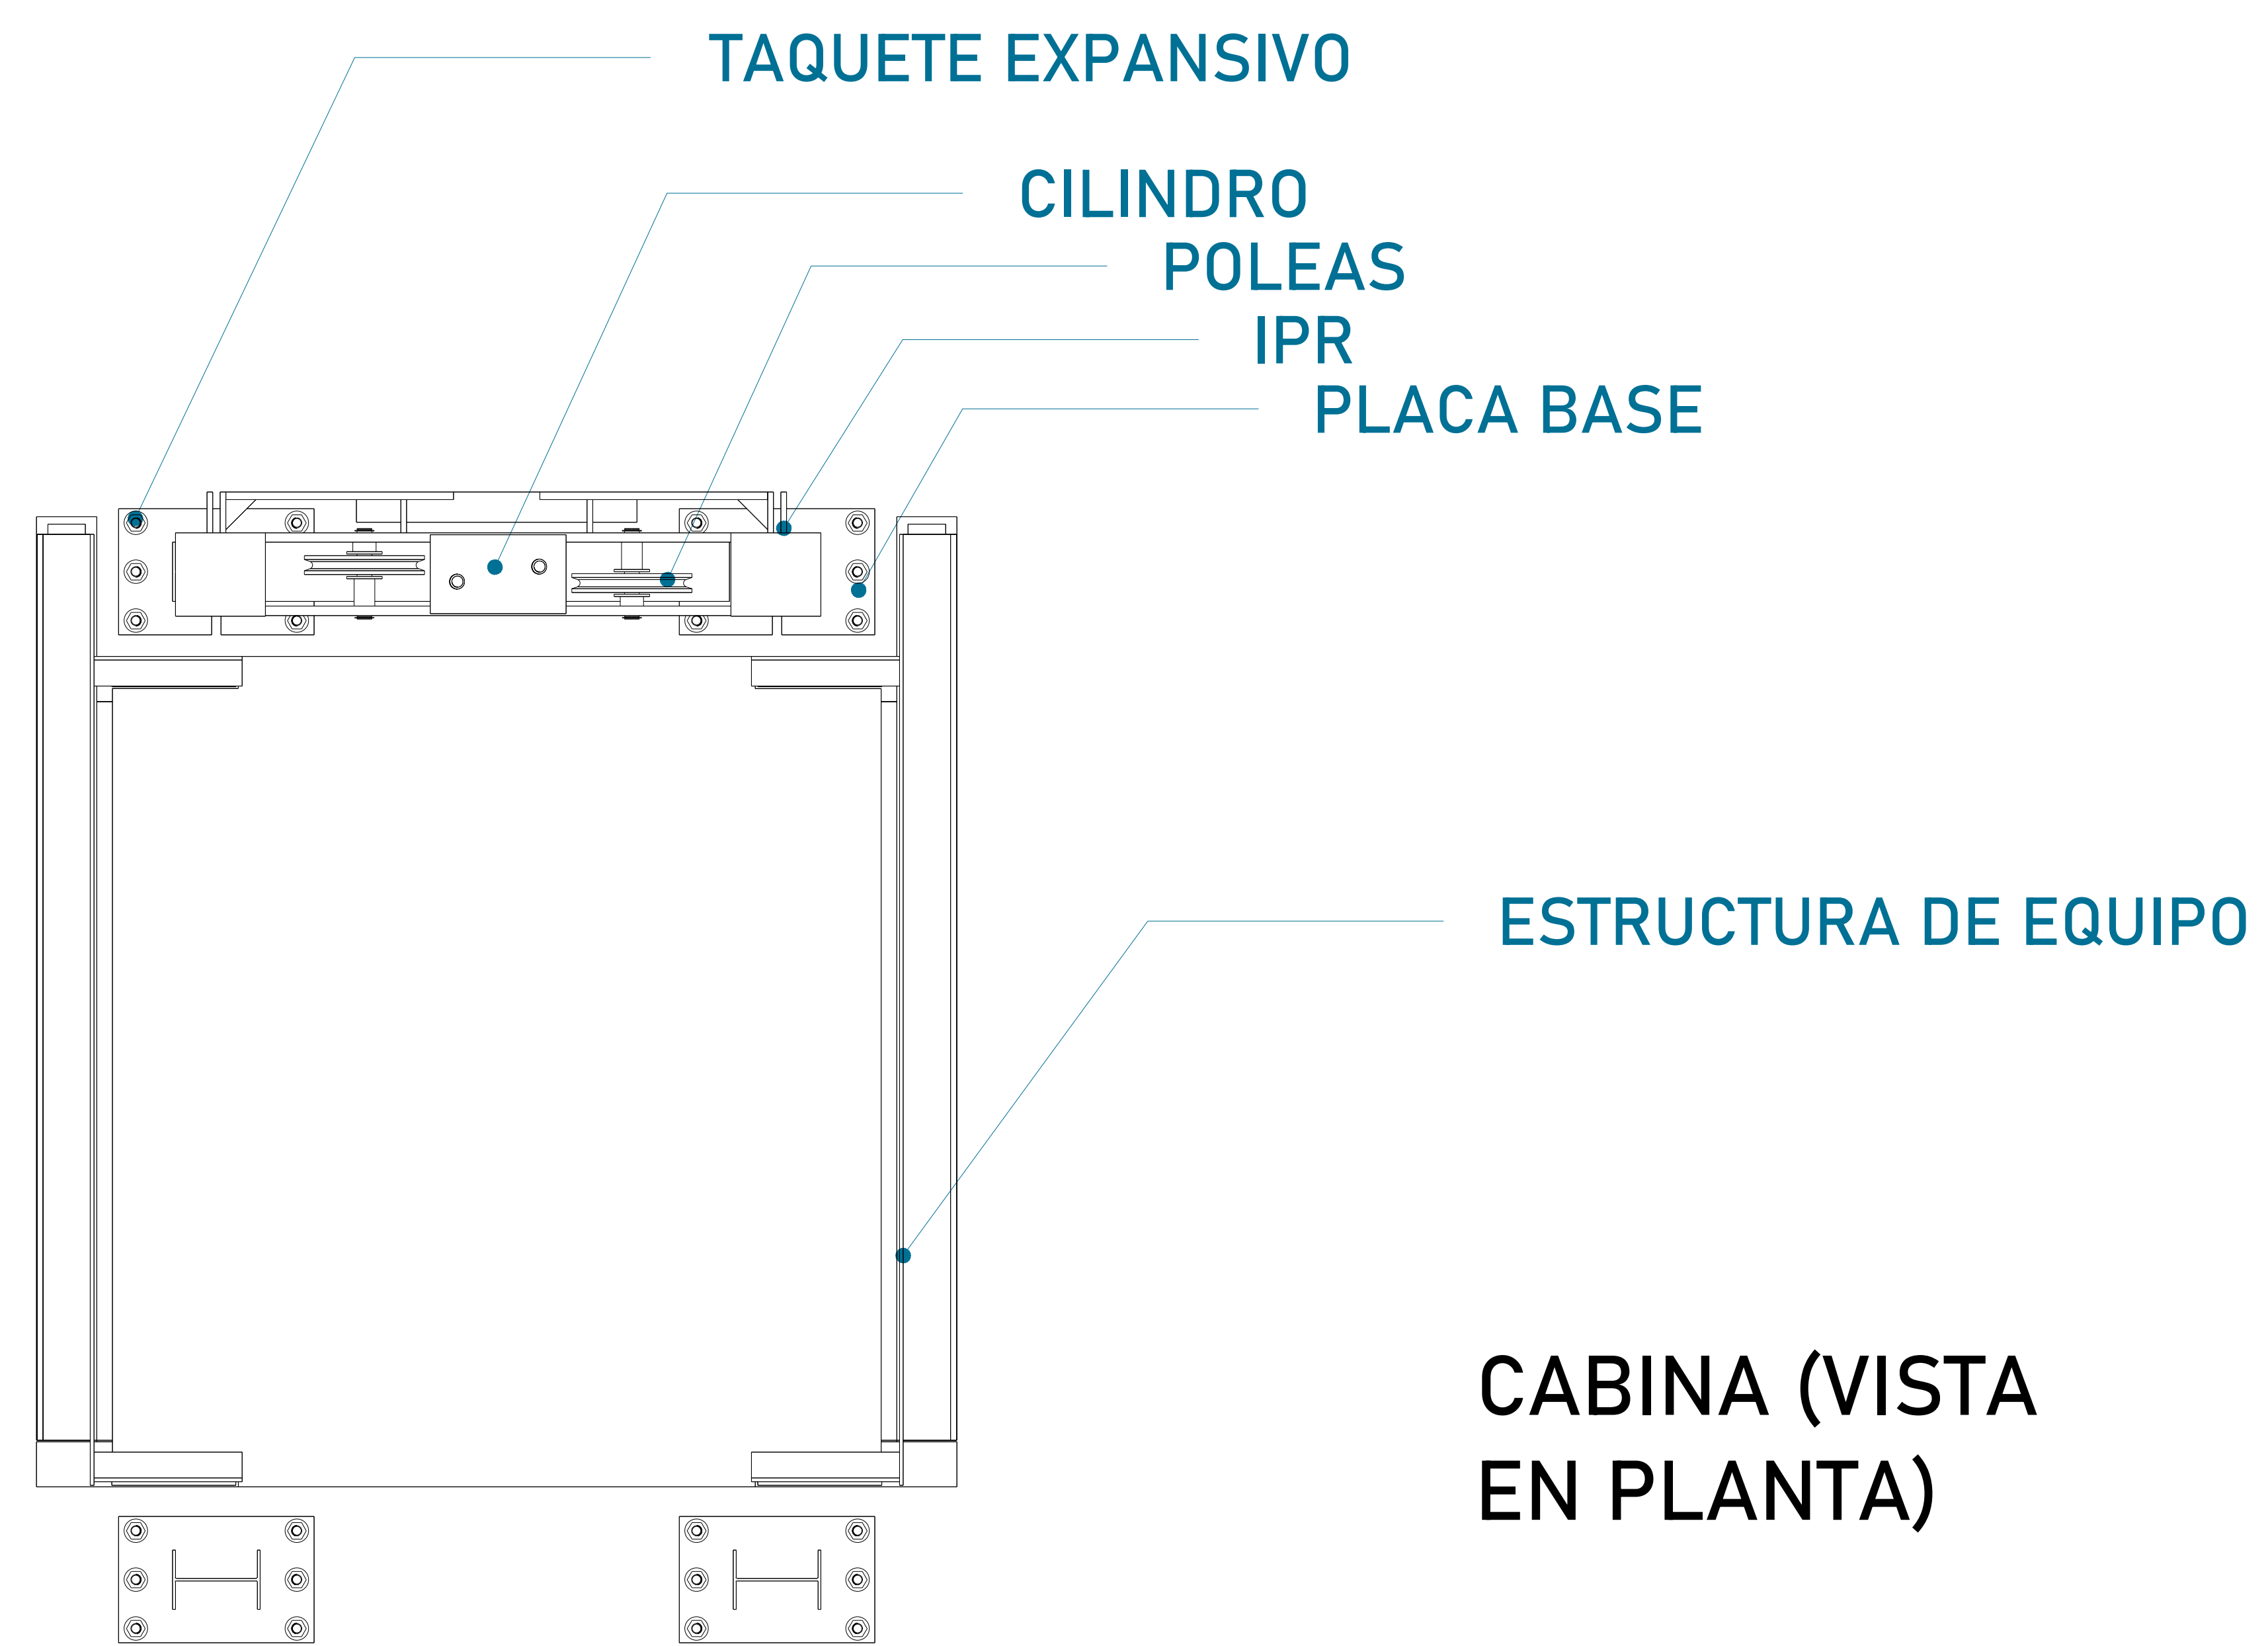 TAQUETE EXPANSIVO
CILINDRO
POLEAS
IPR
PLACA BASE
ESTRUCTURA DE EQUIPO
CABINA (VISTA
EN PLANTA)